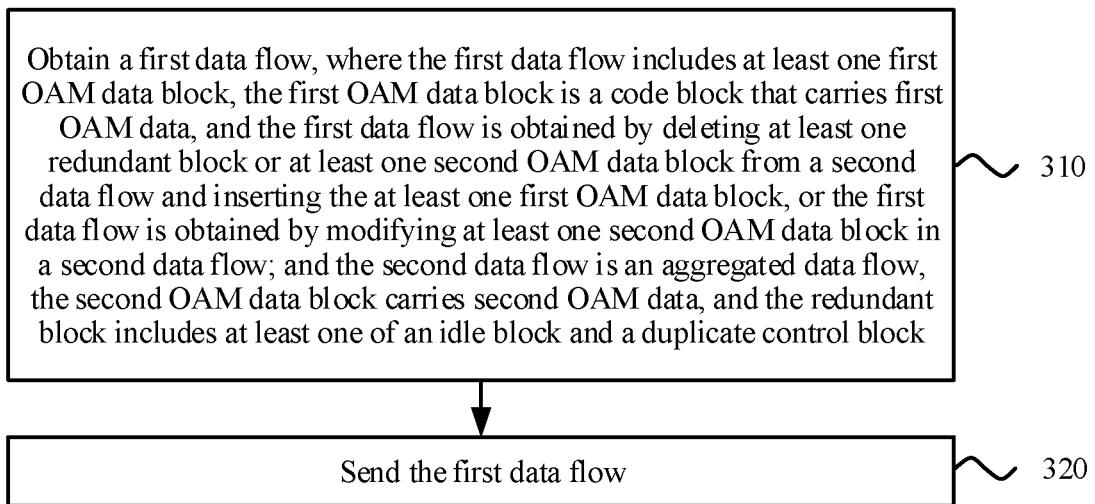 Obtain a first data flow, where the first data flow includes at least one first
OAM data block, the first OAM data block is a code block that carries first
OAM data, and the first data flow is obtained by deleting at least one
redundant block or at least one second OAM data block from a second
data flow and inserting the at least one first OAM data block, or the first
data flow is obtained by modifying at least one second OAM data block in
a second data flow; and the second data flow is an aggregated data flow,
the second OAM data block carries second OAM data, and the redundant
block includes at least one of an idle block and a duplicate control block
310
Send the first data flow
320